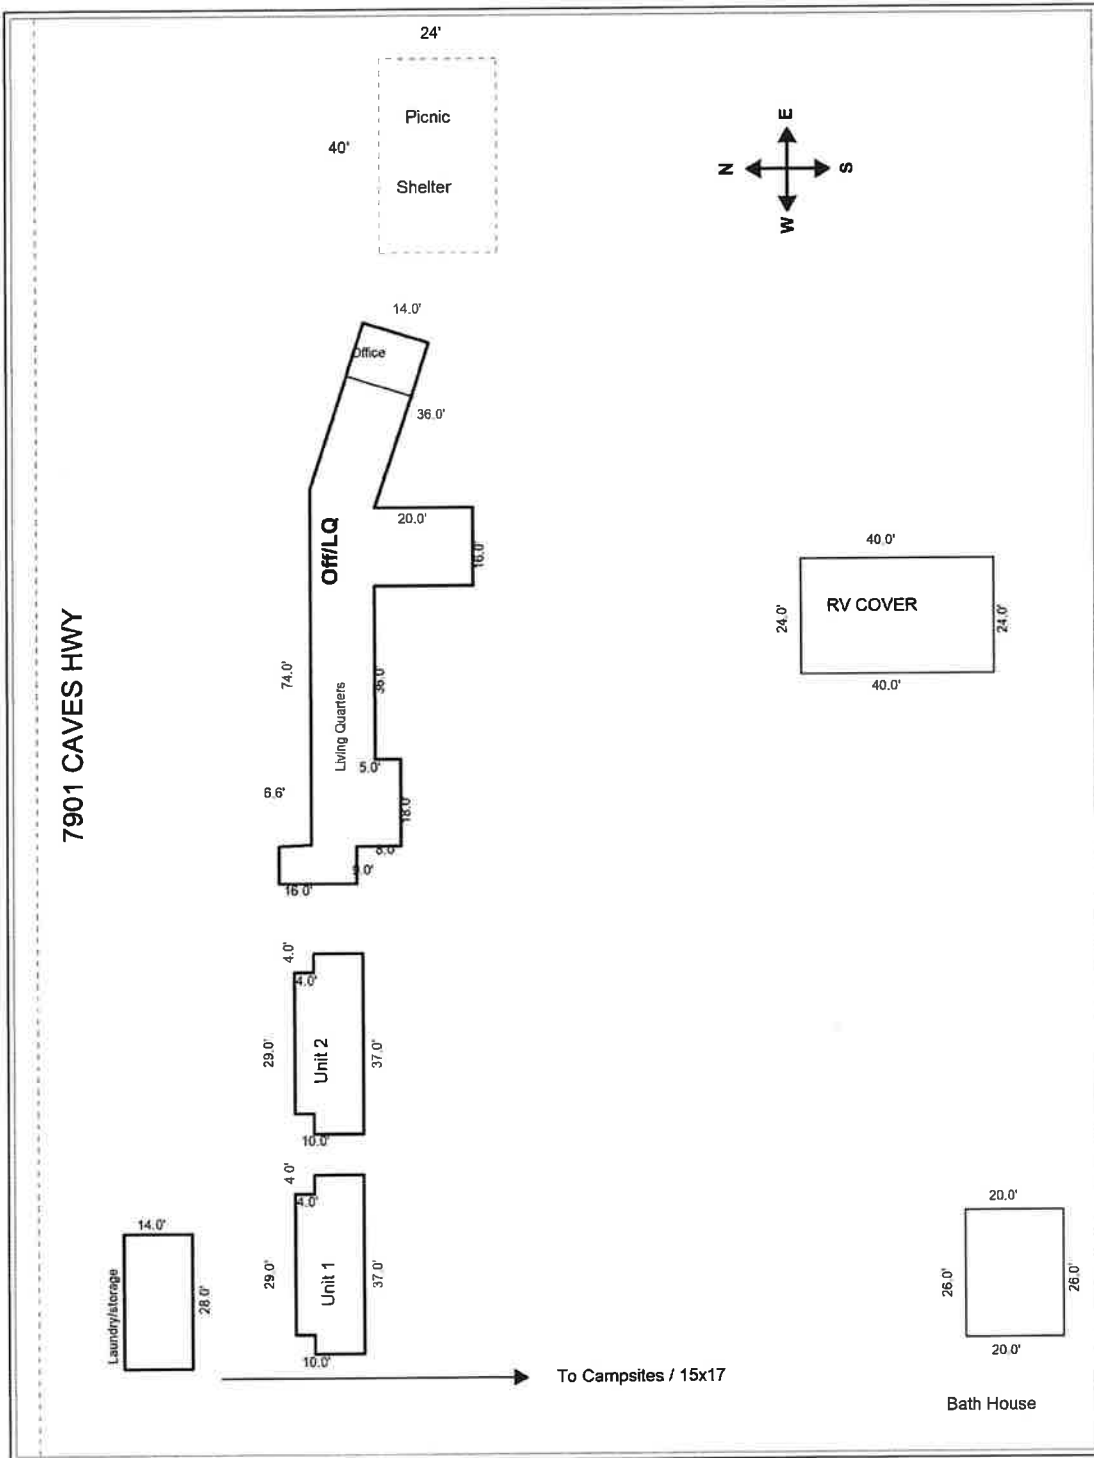 24'
Picnic
40'
Shelter
N
E
S
W
14.0'
Office
36.0'
20.0'
Off/LQ
16.0'
40.0'
RV COVER
24.0'
24.0'
40.0'
7901 CAVES HWY
74.0'
Living Quarters
36.0'
5.0'
6.6'
18.0'
8.0'
9.0'
16.0'
4.0'
4.0'
29.0'
Unit 2
37.0'
10.0'
4.0'
4.0'
14.0'
29.0'
Unit 1
37.0'
Laundry/storage
28.0'
10.0'
20.0'
26.0'
26.0'
20.0'
To Campsites / 15x17
Bath House